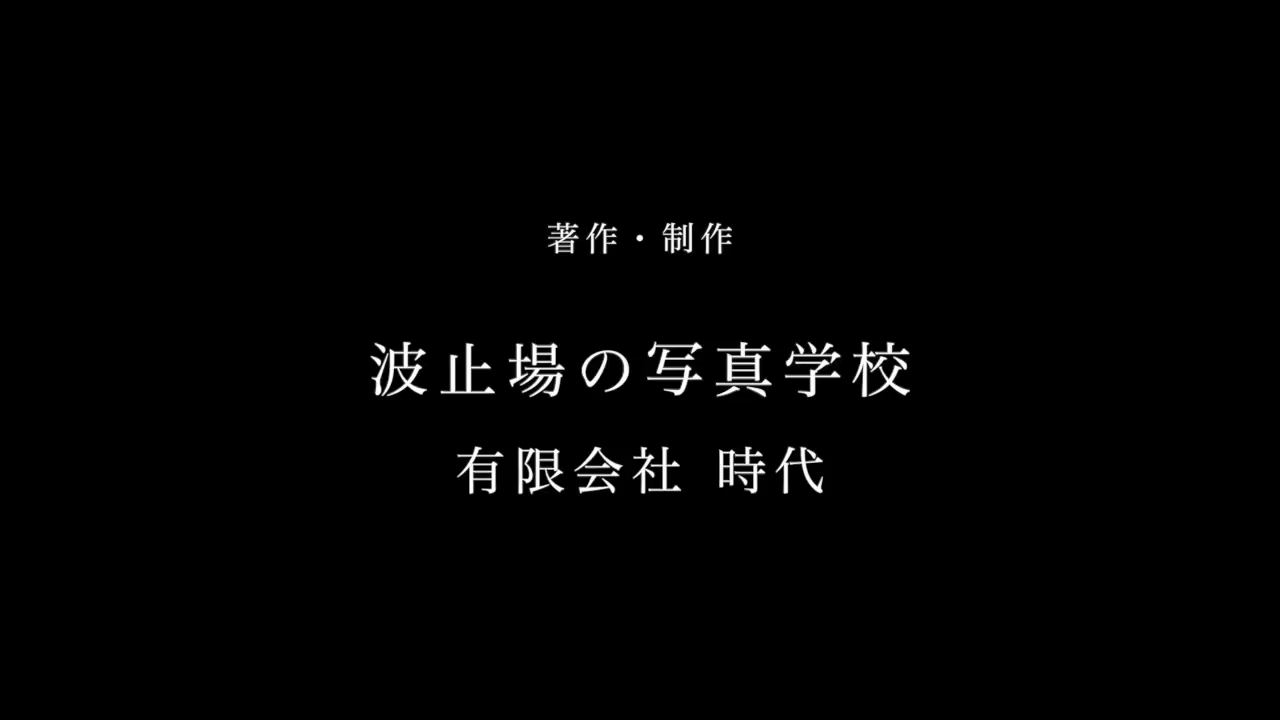 著作・制作
波止場の写真学校
有限会社 時代